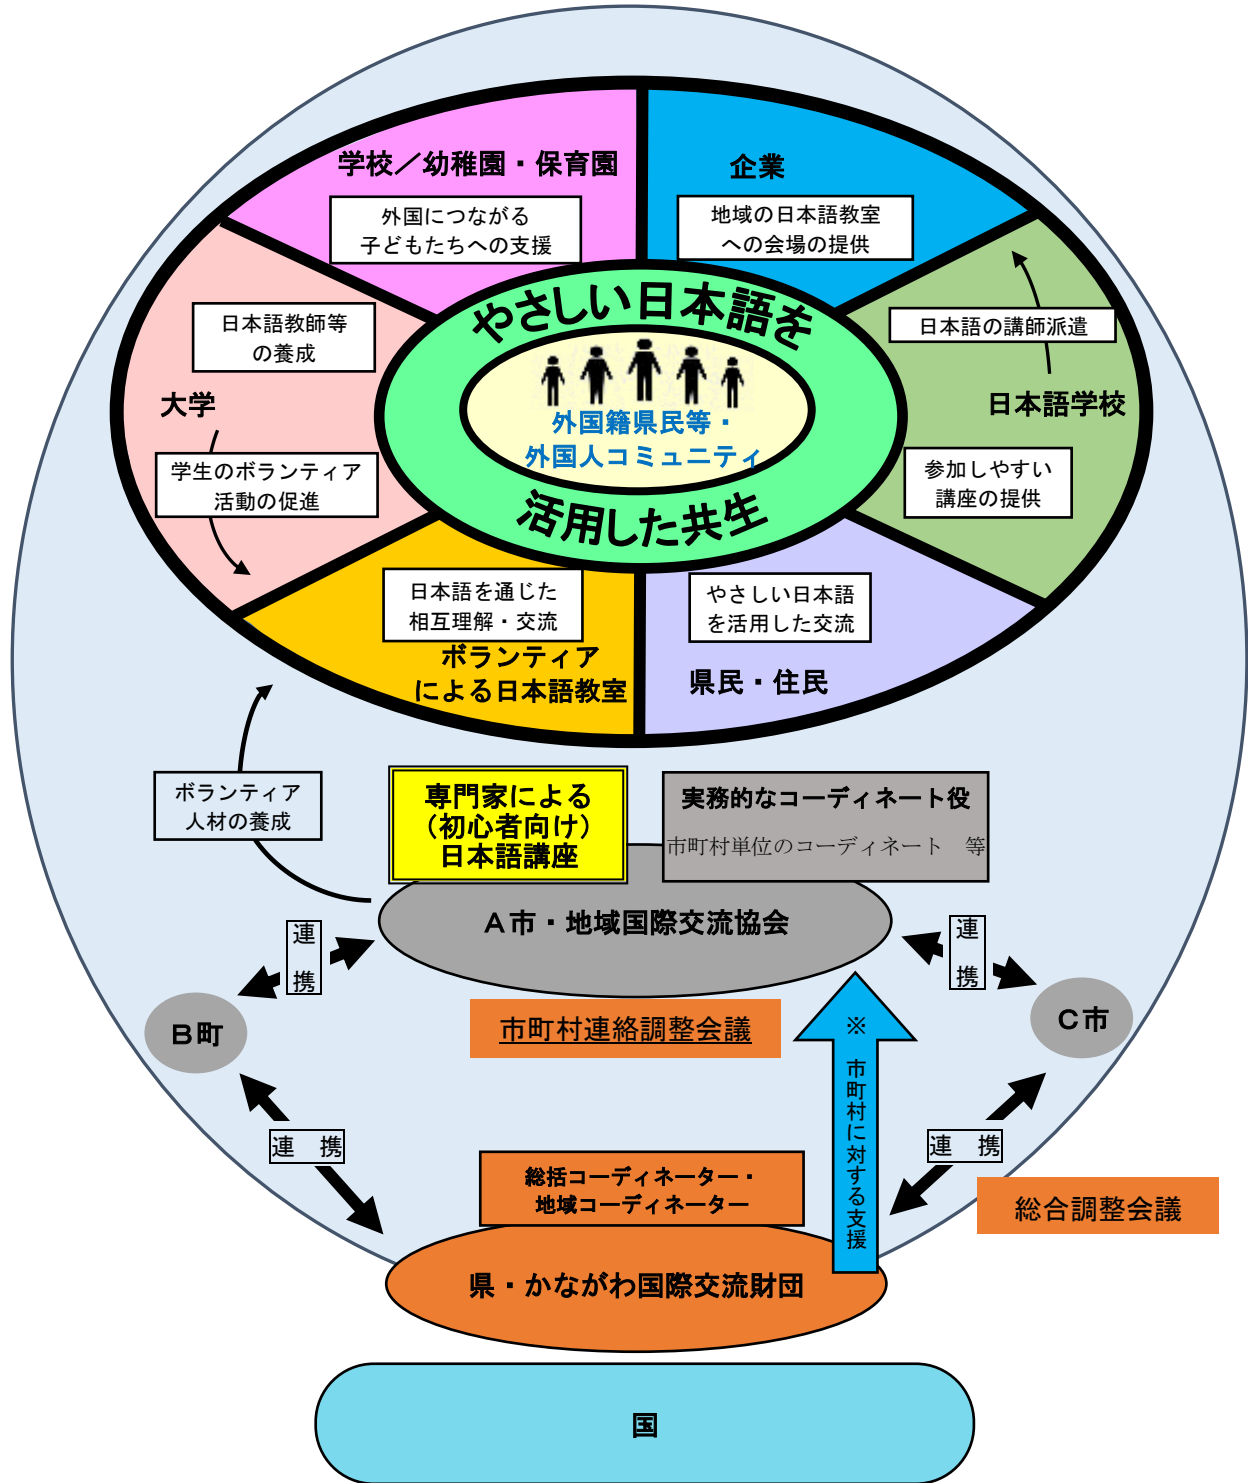 学校／幼稚園・保育園
外国につながる
子どもたちへの支援
企業
地域の日本語教室
への会場の提供
日本語教師等
の養成
大学
学生のボランティア
活動の促進
やさしい日本語を
外国籍県民等・
外国人コミュニティ
活用した共生
日本語の講師派遣
日本語学校
参加しやすい
講座の提供
日本語を通じた
相互理解・交流
ボランティア
による日本語教室
やさしい日本語
を活用した交流
県民・住民
ボランティア
人材の養成
専門家による
（初心者向け）
日本語講座
実務的なコーディネート役
市町村単位のコーディネート　等
Ａ市・地域国際交流協会
連携
連携
Ｂ町
市町村連絡調整会議
Ｃ市
※　市町村に対する支援
連　携
連　携
総括コーディネーター・
地域コーディネーター
総合調整会議
県・かながわ国際交流財団
国